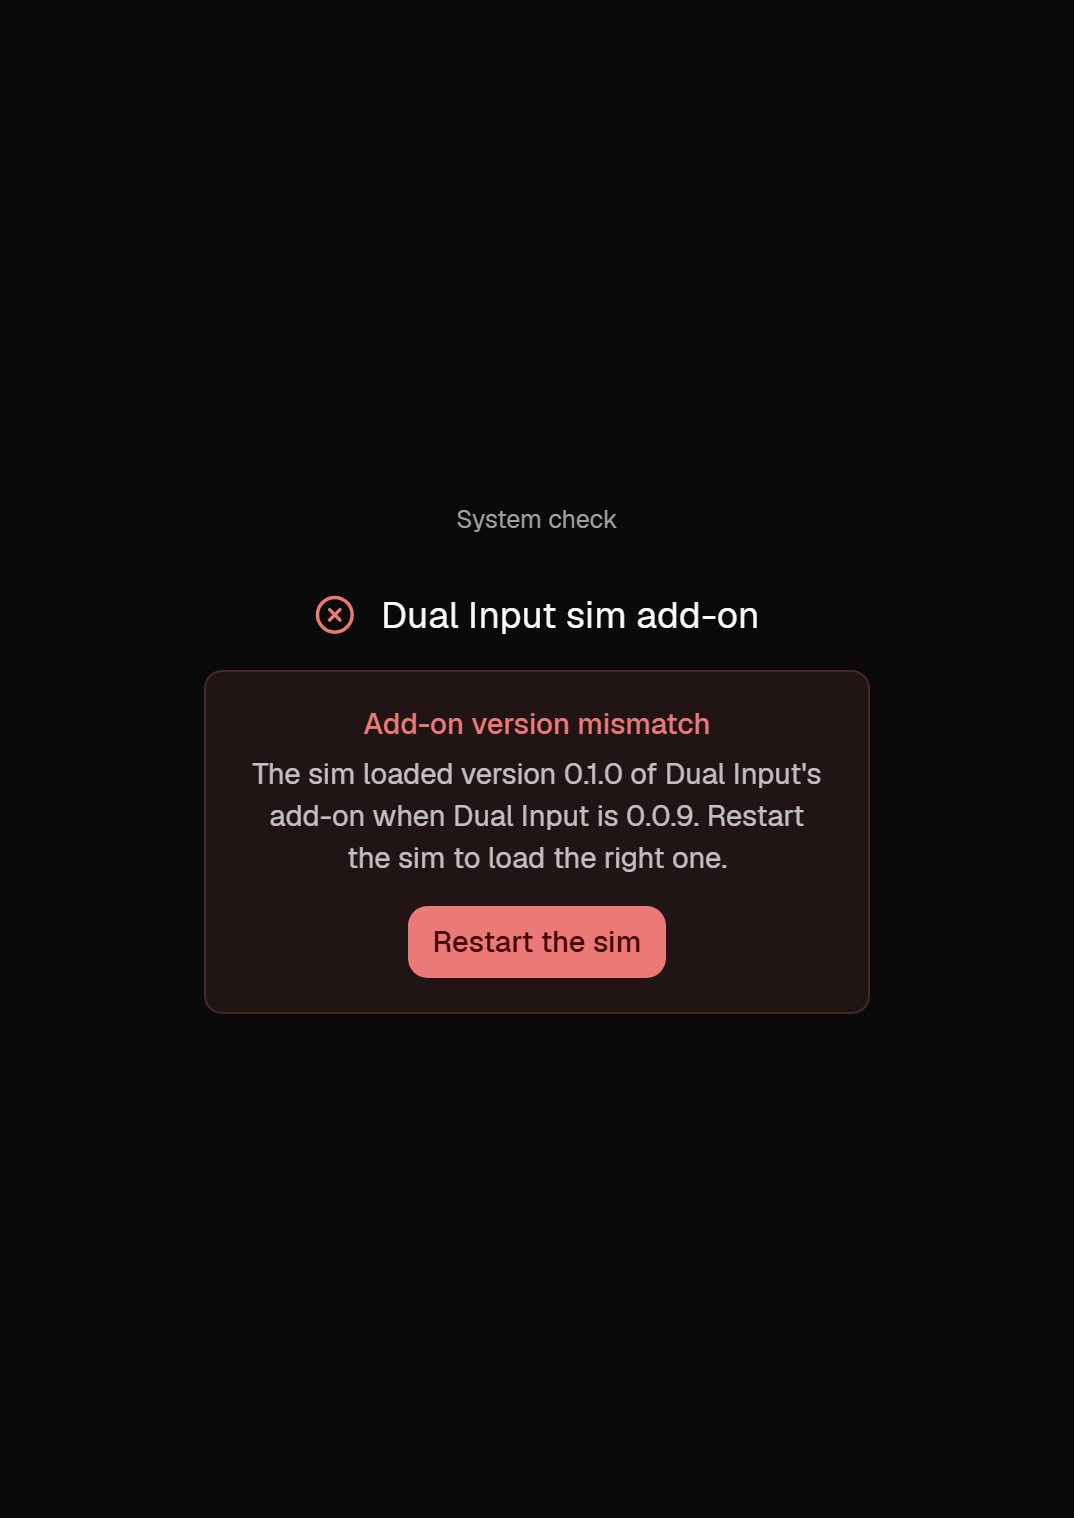 System check
Dual Input sim add-on
Add-on version mismatch
The sim loaded version 0.1.0 of Dual Input's
add-on when Dual Input is 0.0.9. Restart
the sim to load the right one.
Restart the sim